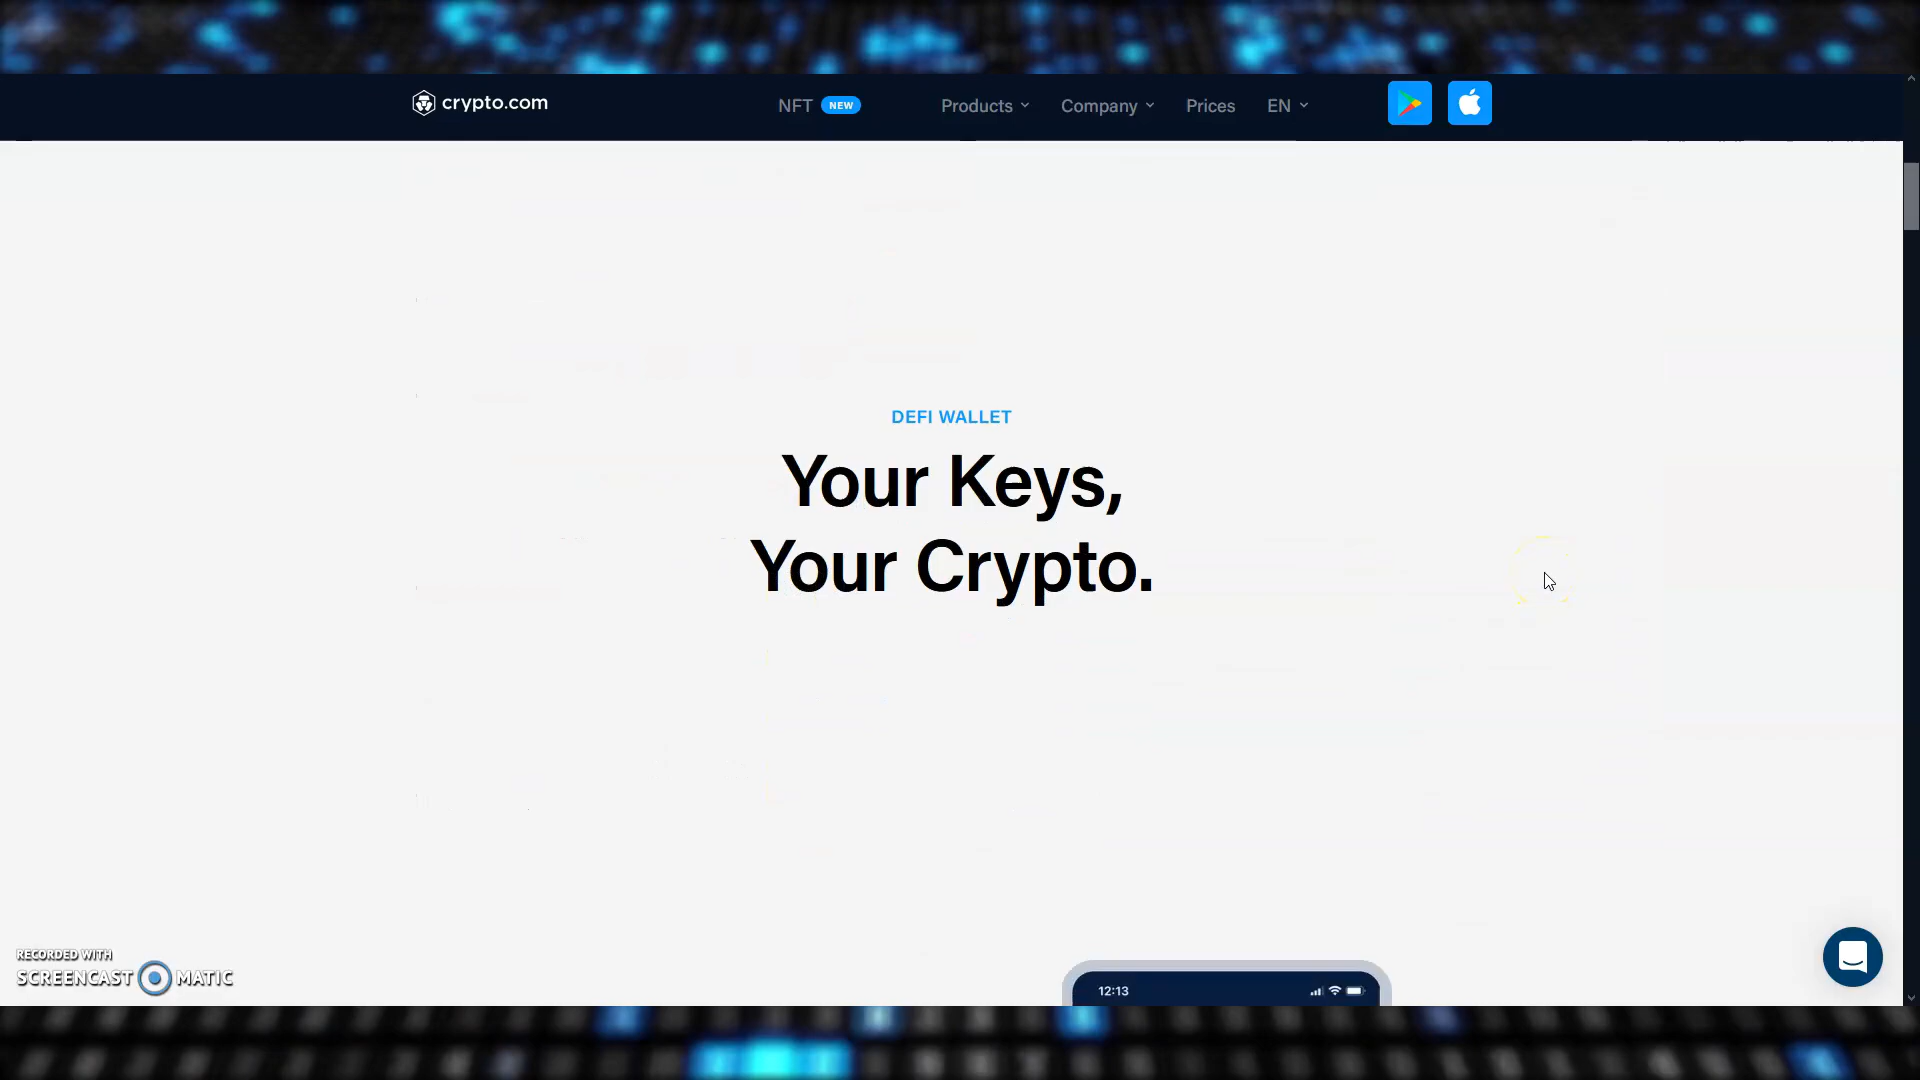 crypto.com
NFT NEW Products Company Prices EN
DEFI WALLET
Your Keys,
Your Crypto.
12:13
RECORDED WITH
SCREENCAST MATIC